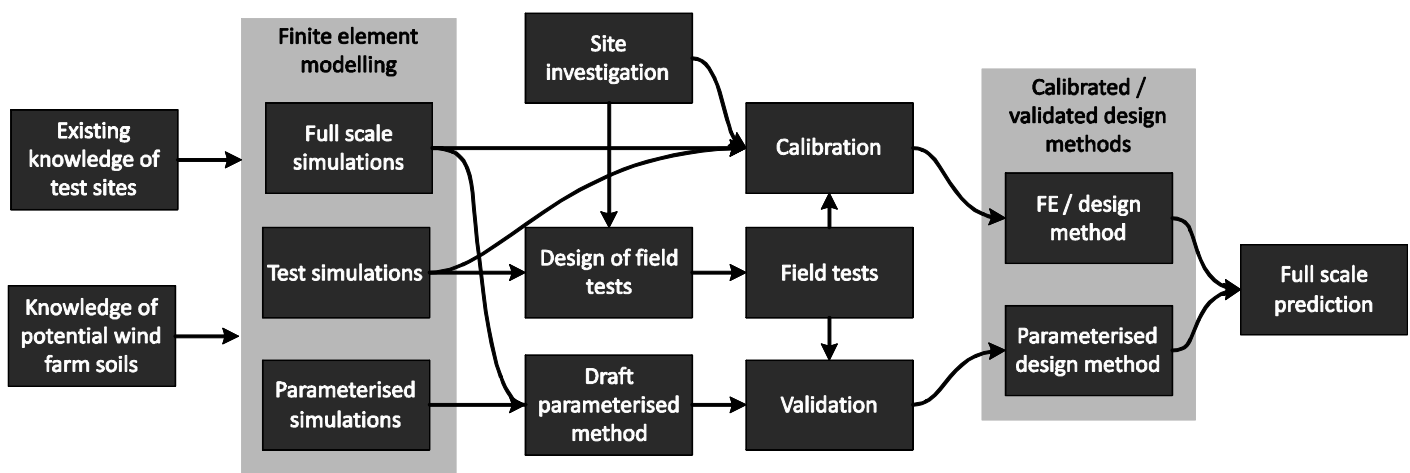 Existing
knowledge of
test sites
Knowledge of
potential wind
farm soils
Finite element
modelling
Full scale
simulations
Test simulations
Parameterised
simulations
Site
investigation
Design of field
tests
Draft
parameterised
method
Calibration
Field tests
Validation
Calibrated /
validated design
methods
FE / design
method
Parameterised
design method
Full scale
prediction